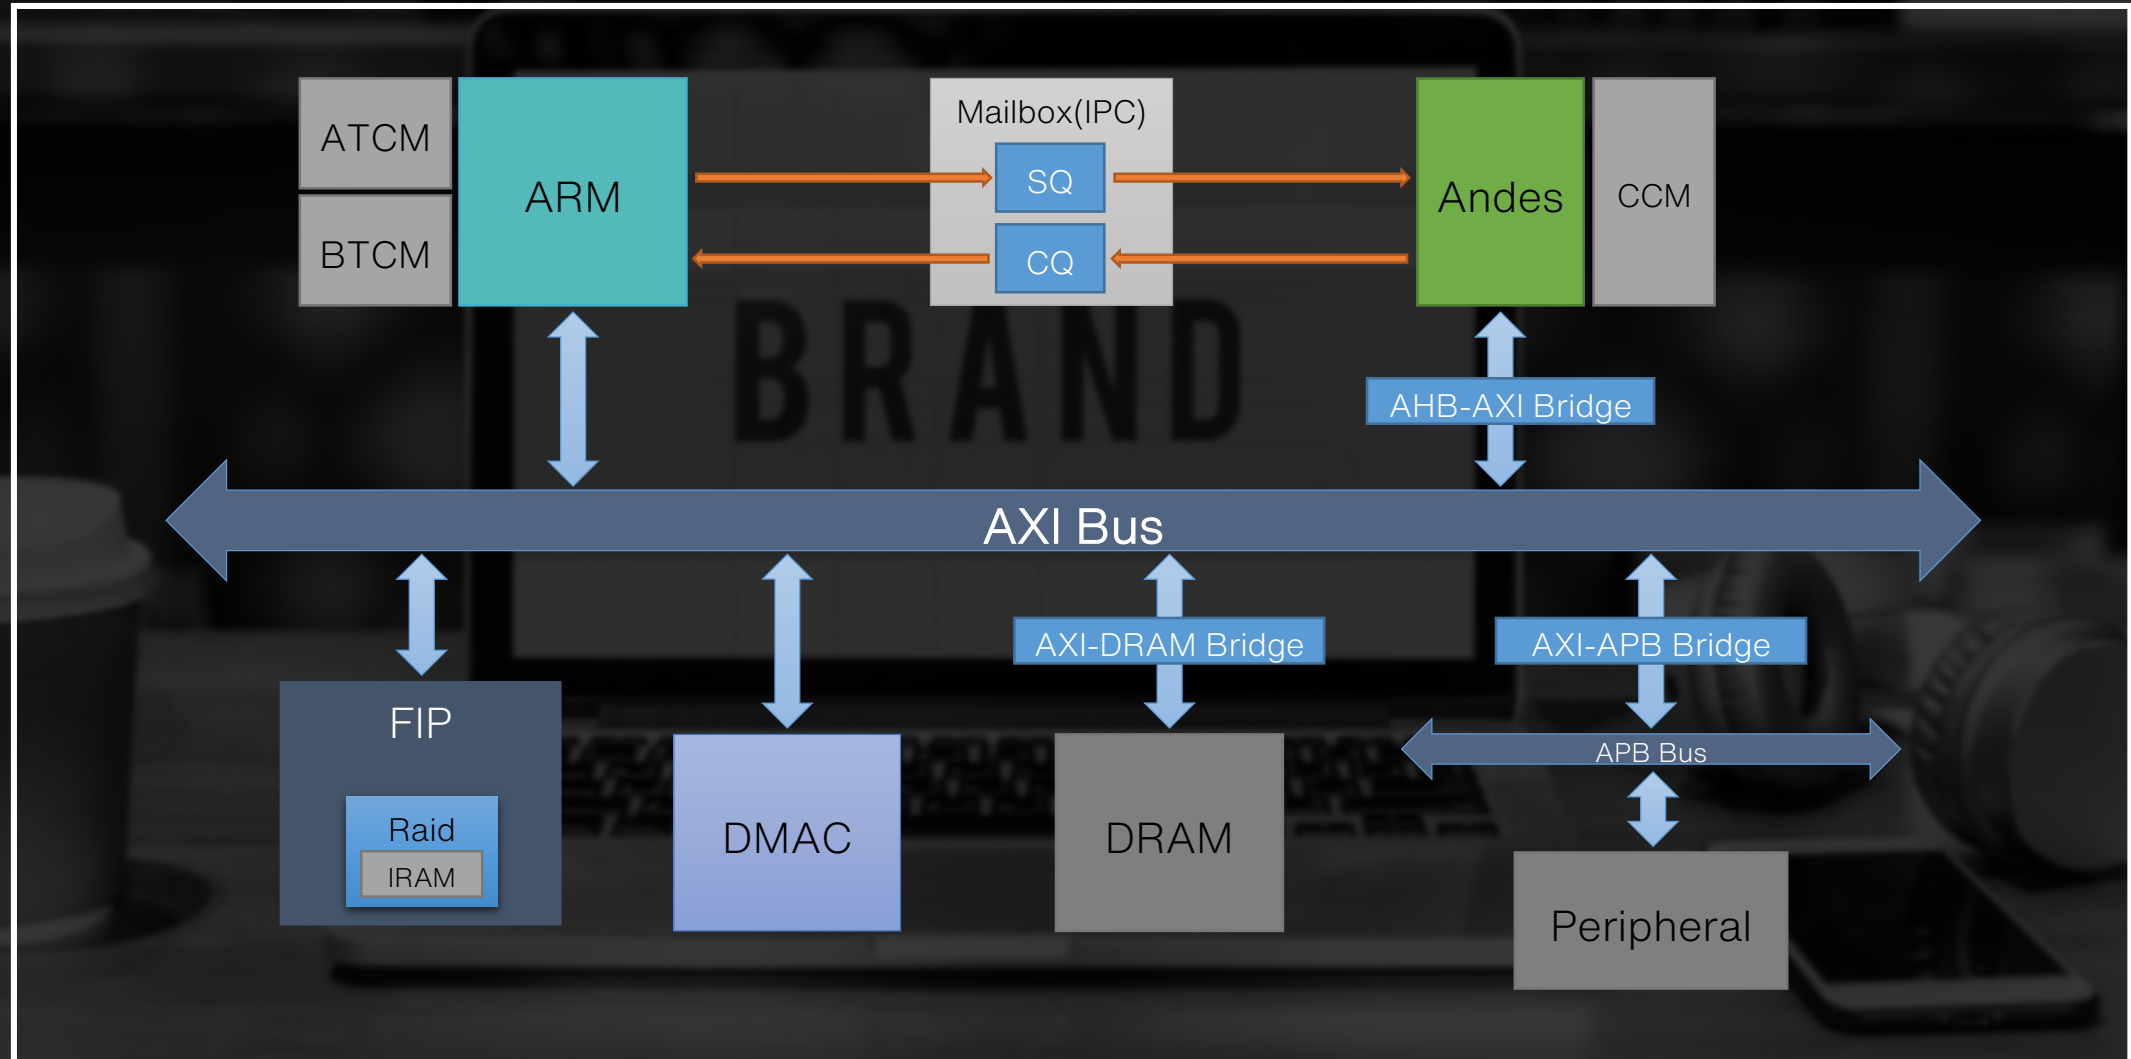 ATCM
ARM
Mailbox(IPC)
SQ
Andes
CCM
BTCM
CQ
BRAND
AHB-AXI Bridge
AXI Bus
AXI-DRAM Bridge
AXI-APB Bridge
FIP
APB Bus
Raid
IRAM
DMAC
DRAM
Peripheral